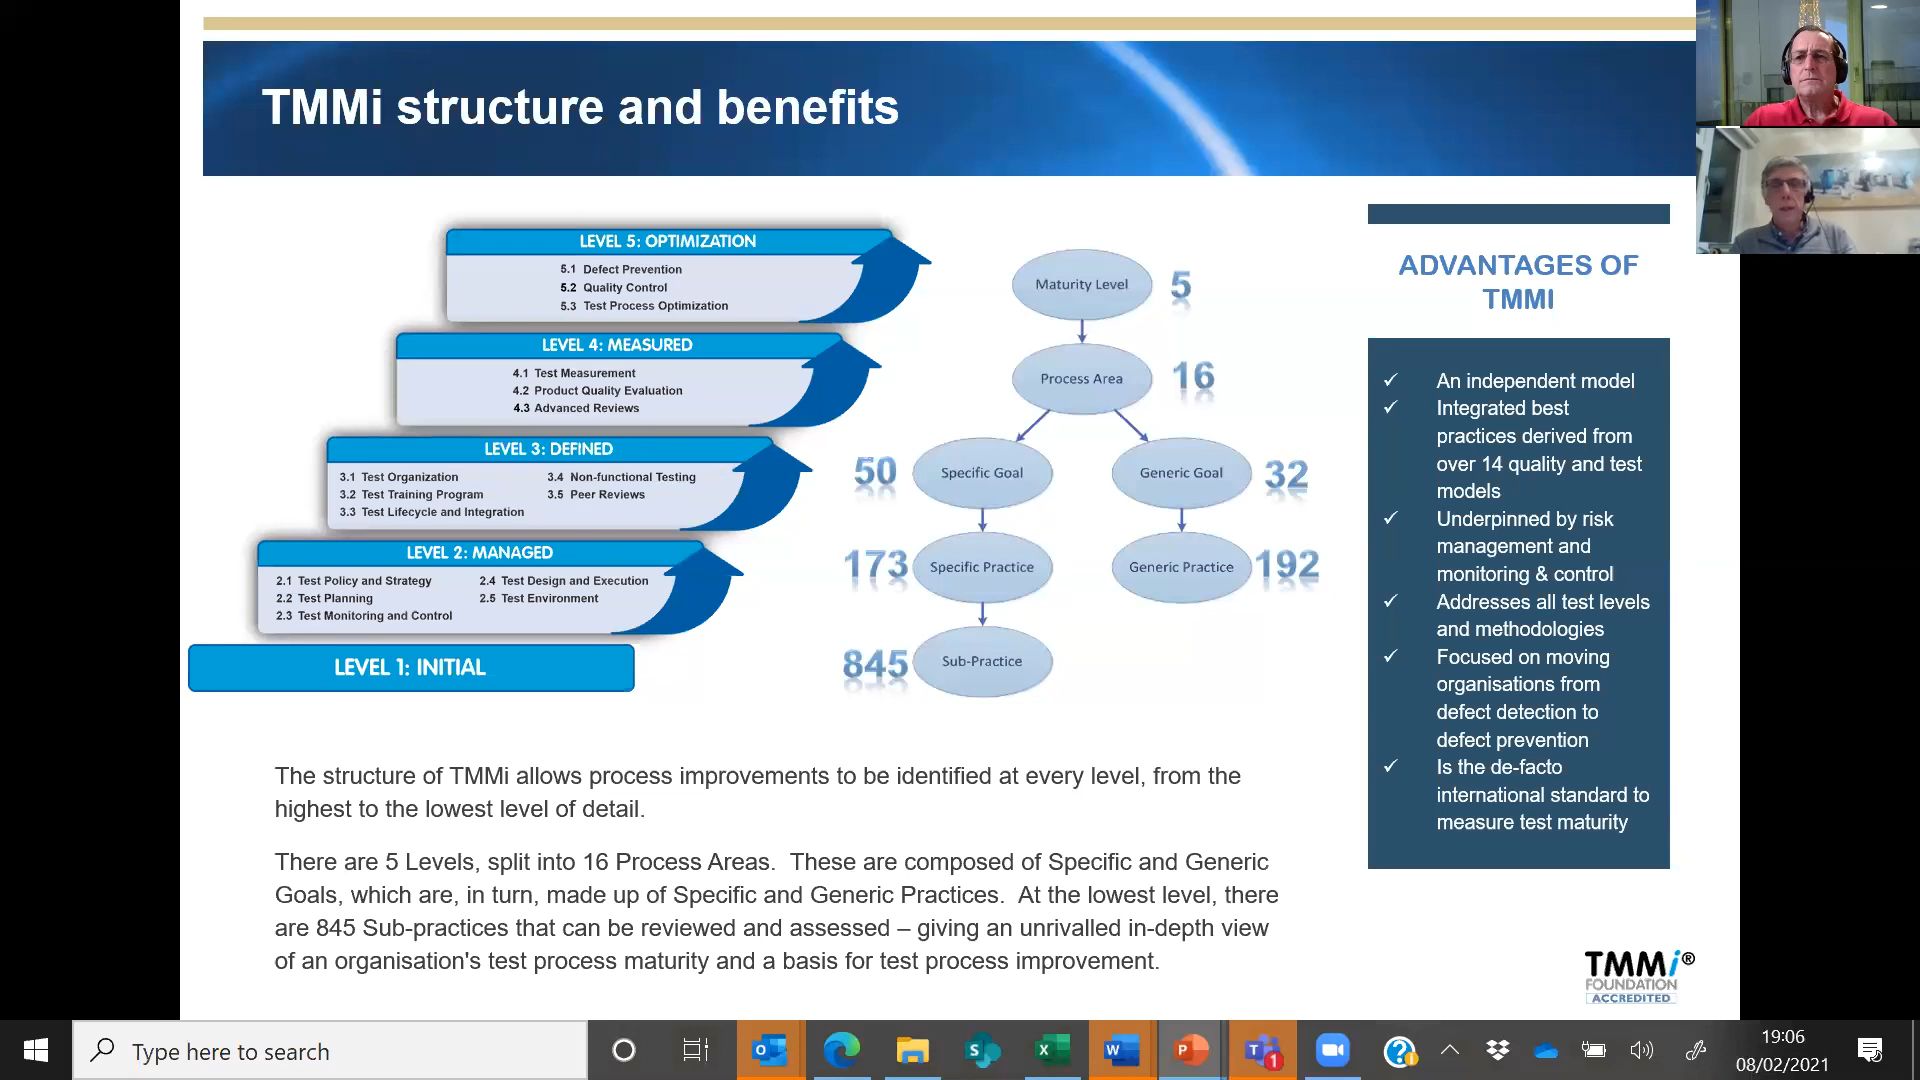 TMMi structure and benefits
LEVEL 5: OPTIMIZATION
5.1 Defect Prevention
5.2 Quality Control
5.3 Test Process Optimization
LEVEL 4: MEASURED
4.1 Test Measurement
4.2 Product Quality Evaluation
4.3 Advanced Reviews
LEVEL 3: DEFINED
3.1 Test Organization
3.2 Test Training Program
3.3 Test Lifecycle and Integration
3.4 Non-functional Testing
3.5 Peer Reviews
LEVEL 2: MANAGED
2.1 Test Policy and Strategy
2.2 Test Planning
2.3 Test Monitoring and Control
2.4 Test Design and Execution
2.5 Test Environment
LEVEL 1: INITIAL
Maturity Level 5
Process Area 16
50 Specific Goal
Generic Goal 32
173 Specific Practice
Generic Practice 192
845 Sub-Practice
ADVANTAGES OF
TMMI
✓ An independent model
✓ Integrated best
practices derived from
over 14 quality and test
models
✓ Underpinned by risk
management and
monitoring & control
✓ Addresses all test levels
and methodologies
✓ Focused on moving
organisations from
defect detection to
defect prevention
✓ Is the de-facto
international standard to
measure test maturity
The structure of TMMi allows process improvements to be identified at every level, from the
highest to the lowest level of detail.
There are 5 Levels, split into 16 Process Areas. These are composed of Specific and Generic
Goals, which are, in turn, made up of Specific and Generic Practices. At the lowest level, there
are 845 Sub-practices that can be reviewed and assessed – giving an unrivalled in-depth view
of an organisation's test process maturity and a basis for test process improvement.
TMMi®
FOUNDATION
ACCREDITED
Type here to search
19:06
08/02/2021